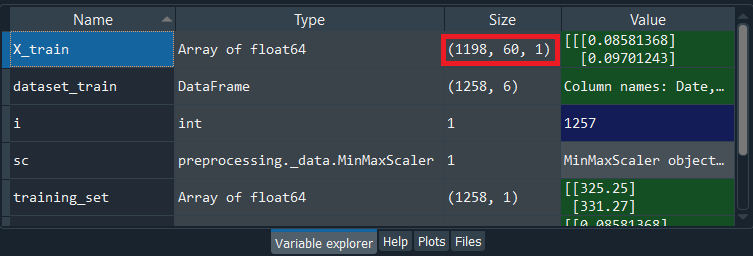 Name Type Size Value
X_train Array of float64 (1198, 60, 1) [[[0.08581368]
[0.09701243]
dataset_train DataFrame (1258, 6) Column names: Date,…
i int 1 1257
sc preprocessing._data.MinMaxScaler 1 MinMaxScaler object…
training_set Array of float64 (1258, 1) [[325.25]
[331.27]
[[0.08581368]
Variable explorer Help Plots Files